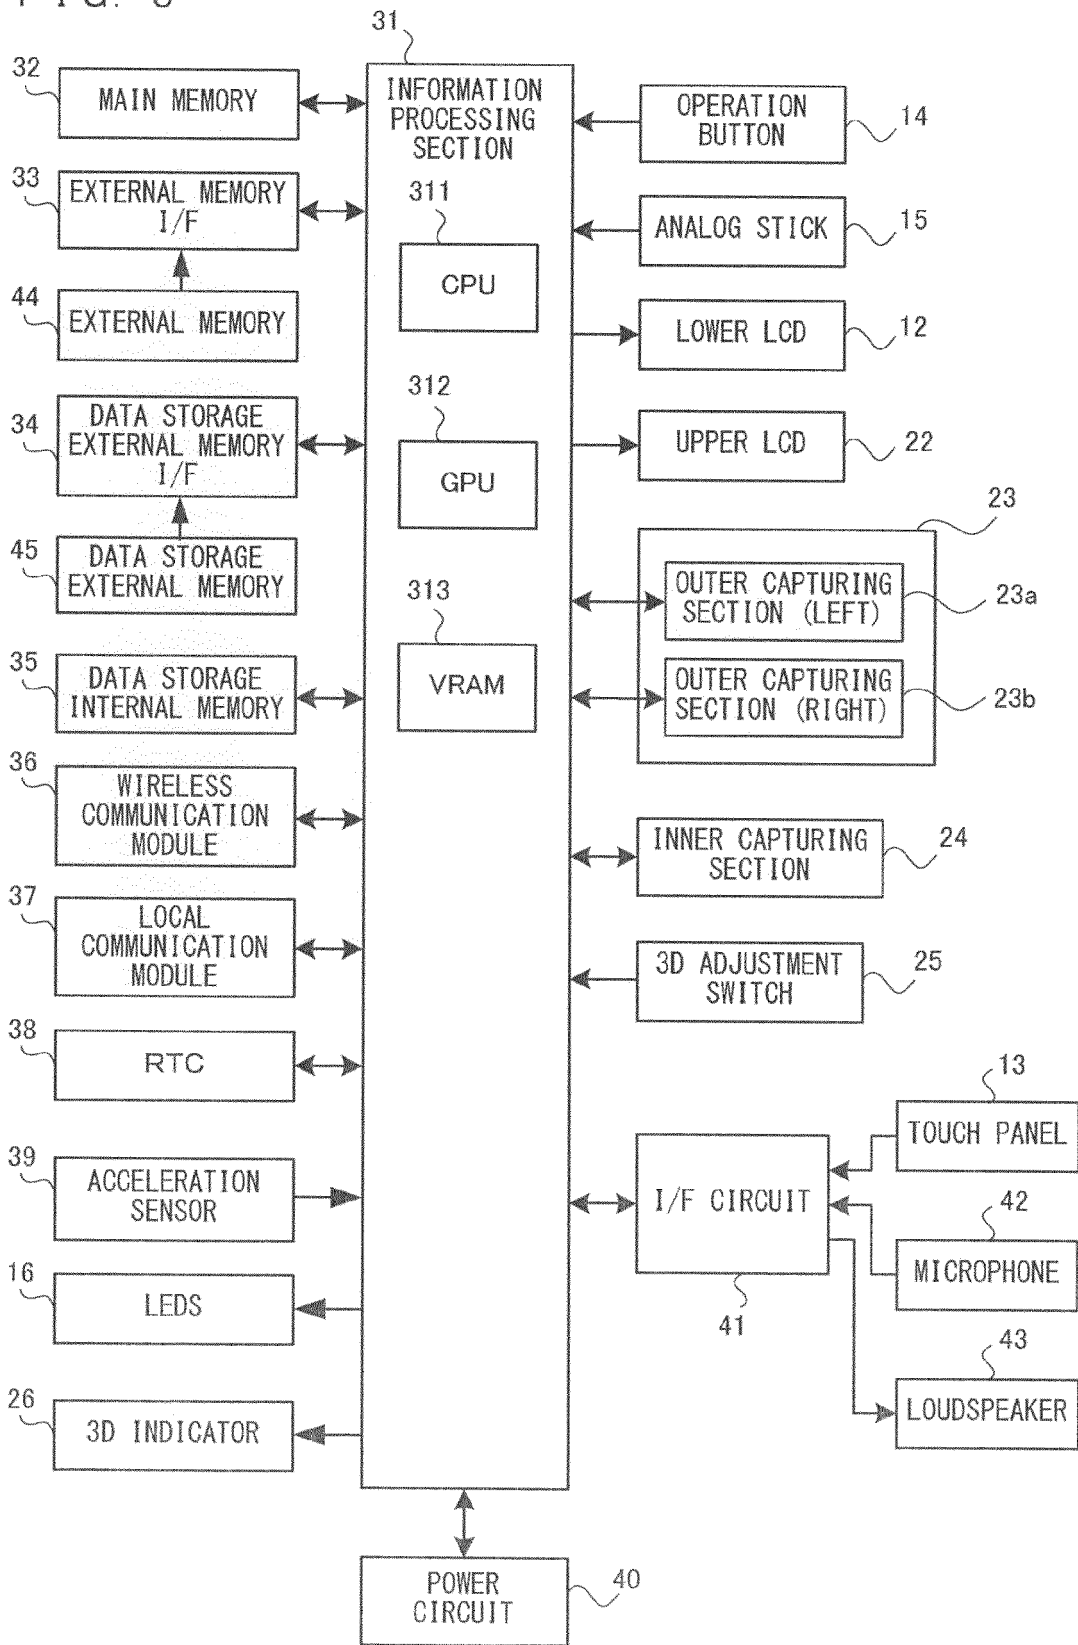 31
INFORMATION
PROCESSING
SECTION
311
CPU
312
GPU
313
VRAM
32
MAIN MEMORY
33
EXTERNAL MEMORY
I/F
44
EXTERNAL MEMORY
34
DATA STORAGE
EXTERNAL MEMORY
I/F
45
DATA STORAGE
EXTERNAL MEMORY
35
DATA STORAGE
INTERNAL MEMORY
36
WIRELESS
COMMUNICATION
MODULE
37
LOCAL
COMMUNICATION
MODULE
38
RTC
39
ACCELERATION
SENSOR
16
LEDS
26
3D INDICATOR
OPERATION
BUTTON
14
ANALOG STICK
15
LOWER LCD
12
UPPER LCD
22
23
OUTER CAPTURING
SECTION (LEFT)
23a
OUTER CAPTURING
SECTION (RIGHT)
23b
INNER CAPTURING
SECTION
24
3D ADJUSTMENT
SWITCH
25
I/F CIRCUIT
41
13
TOUCH PANEL
42
MICROPHONE
43
LOUDSPEAKER
POWER
CIRCUIT
40